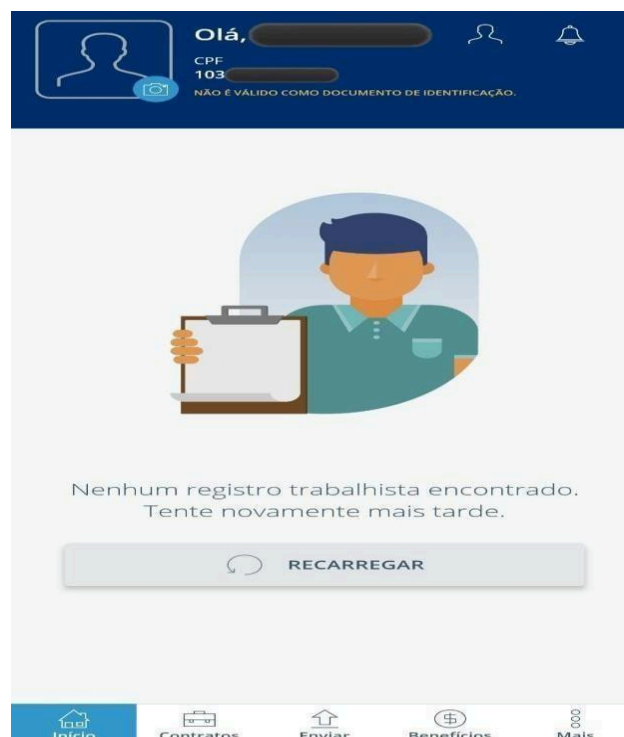 Olá,
CPF
103
NÃO É VÁLIDO COMO DOCUMENTO DE IDENTIFICAÇÃO.
Nenhum registro trabalhista encontrado.
Tente novamente mais tarde.
RECARREGAR
Início Contratos Enviar Benefícios Mais